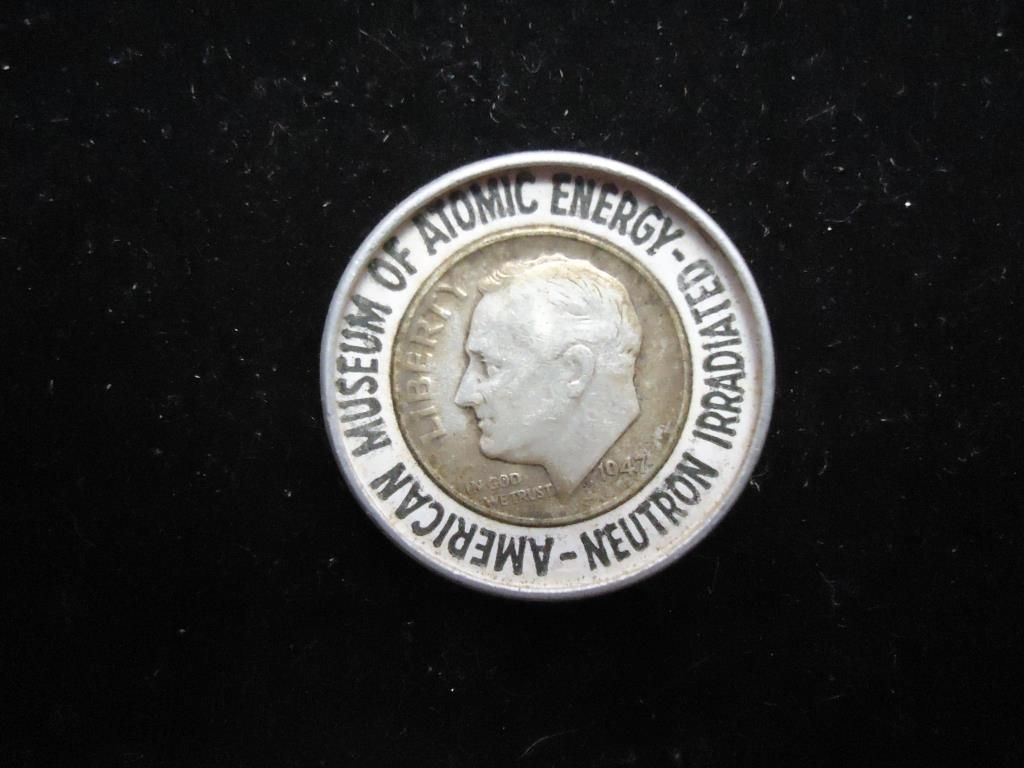 AMERICAN MUSEUM OF ATOMIC ENERGY-
NEUTRON IRRADIATED-
LIBERTY
IN GOD
WE TRUST
1947